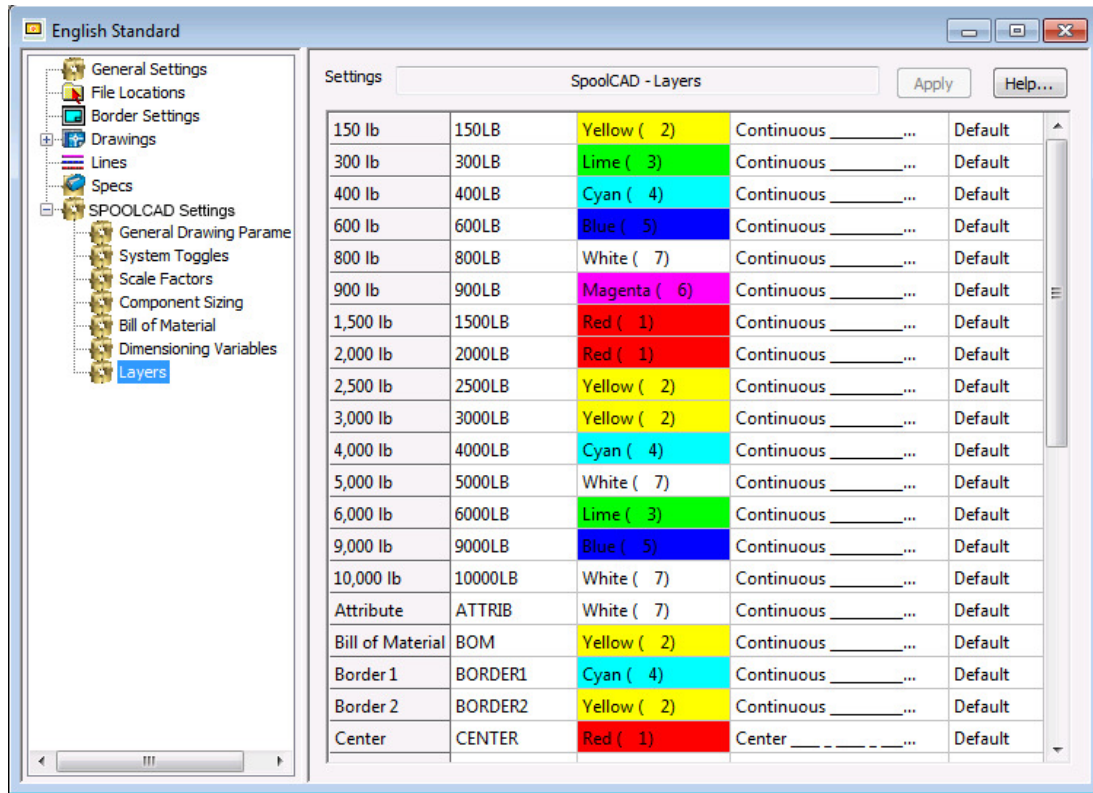 English Standard
General Settings
File Locations
Border Settings
Drawings
Lines
Specs
SPOOLCAD Settings
General Drawing Parame
System Toggles
Scale Factors
Component Sizing
Bill of Material
Dimensioning Variables
Layers
Settings SpoolCAD - Layers Apply Help...
150 lb 150LB Yellow ( 2) Continuous ________... Default
300 lb 300LB Lime ( 3) Continuous ________... Default
400 lb 400LB Cyan ( 4) Continuous ________... Default
600 lb 600LB Blue ( 5) Continuous ________... Default
800 lb 800LB White ( 7) Continuous ________... Default
900 lb 900LB Magenta ( 6) Continuous ________... Default
1,500 lb 1500LB Red ( 1) Continuous ________... Default
2,000 lb 2000LB Red ( 1) Continuous ________... Default
2,500 lb 2500LB Yellow ( 2) Continuous ________... Default
3,000 lb 3000LB Yellow ( 2) Continuous ________... Default
4,000 lb 4000LB Cyan ( 4) Continuous ________... Default
5,000 lb 5000LB White ( 7) Continuous ________... Default
6,000 lb 6000LB Lime ( 3) Continuous ________... Default
9,000 lb 9000LB Blue ( 5) Continuous ________... Default
10,000 lb 10000LB White ( 7) Continuous ________... Default
Attribute ATTRIB White ( 7) Continuous ________... Default
Bill of Material BOM Yellow ( 2) Continuous ________... Default
Border 1 BORDER1 Cyan ( 4) Continuous ________... Default
Border 2 BORDER2 Yellow ( 2) Continuous ________... Default
Center CENTER Red ( 1) Center ___ _ ___ _ __... Default